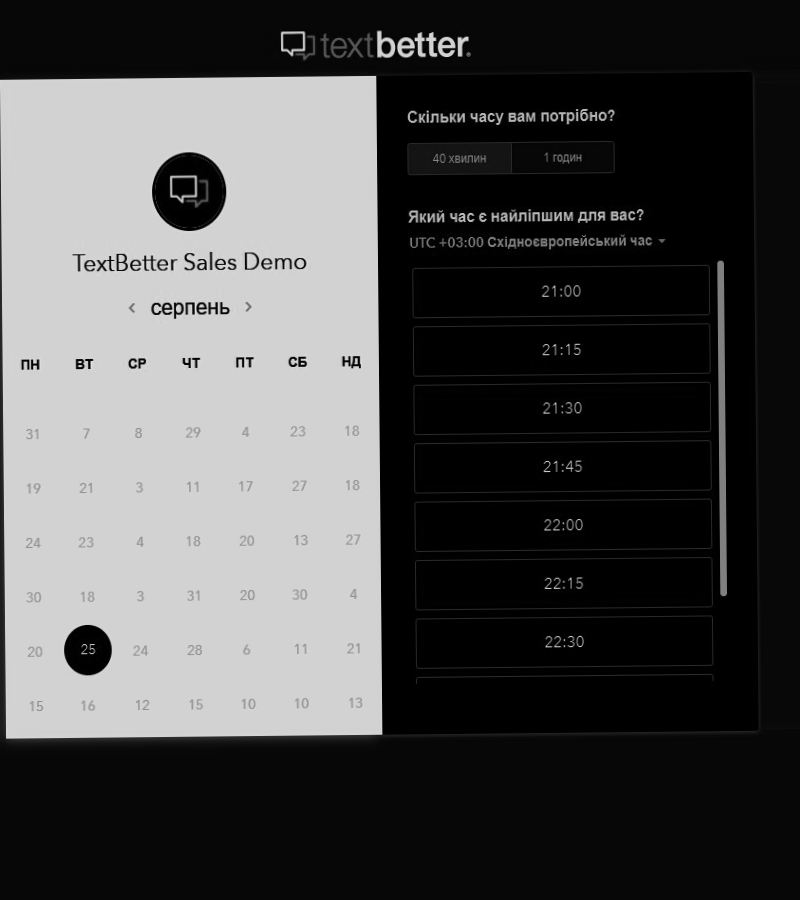 textbetter.
TextBetter Sales Demo
серпень
ПН ВТ СР ЧТ ПТ СБ НД
31 7 8 29 4 23 18
19 21 3 11 17 27 18
24 23 4 18 20 13 27
30 18 3 31 20 30 4
20 25 24 28 6 11 21
15 16 12 15 10 10 13
Скільки часу вам потрібно?
40 хвилин 1 годин
Який час є найліпшим для вас?
UTC +03:00 Східноєвропейський час
21:00
21:15
21:30
21:45
22:00
22:15
22:30